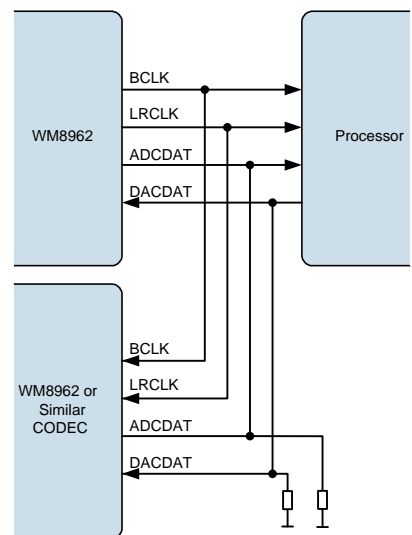 WM8962
BCLK
LRCLK
ADCDAT
DACDAT
Processor
WM8962 or
Similar
CODEC
BCLK
LRCLK
ADCDAT
DACDAT